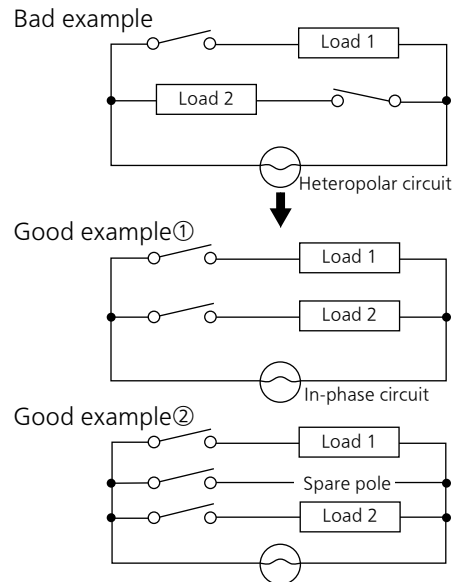 Bad example
Load 1
Load 2
Heteropolar circuit
Good example①
Load 1
Load 2
In-phase circuit
Good example②
Load 1
Spare pole
Load 2